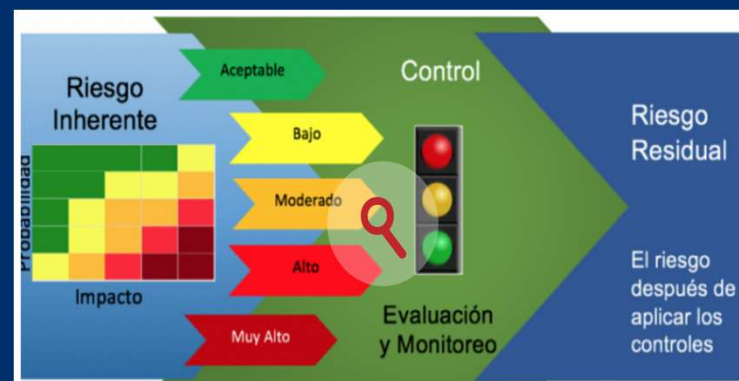 Riesgo
Inherente
Probabilidad
Impacto
Aceptable
Bajo
Moderado
Alto
Muy Alto
Control
Evaluación
y Monitoreo
Riesgo
Residual
El riesgo
después de
aplicar los
controles